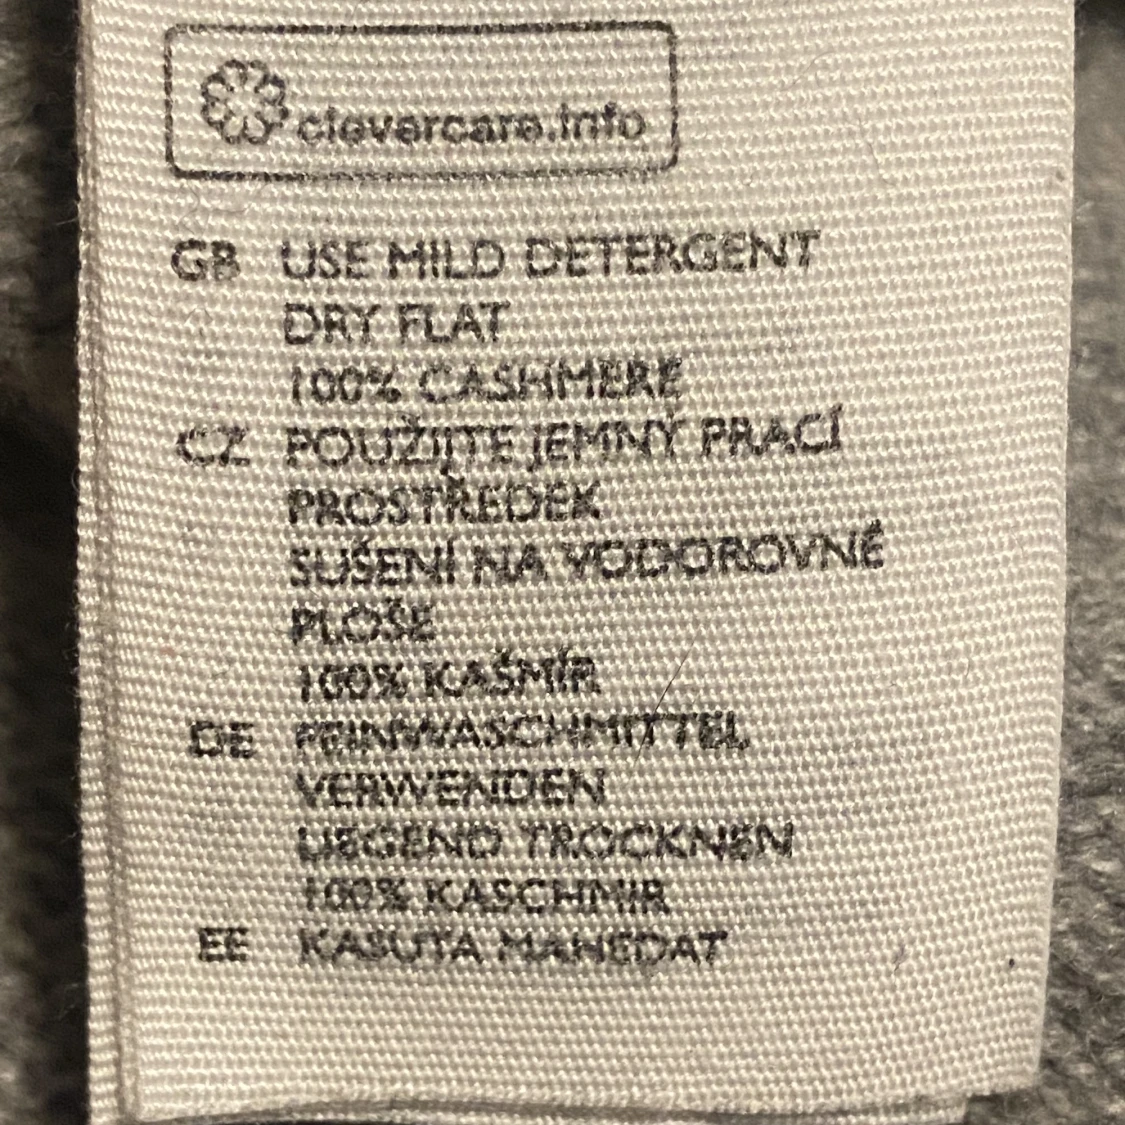 clevercare.info
GB USE MILD DETERGENT
DRY FLAT
100% CASHMERE
CZ POUŽIJTE JEMNÝ PRACÍ
PROSTŘEDEK
SUŠENÍ NA VODOROVNÉ
PLOŠE
100% KAŠMÍR
DE FEINWASCHMITTEL
VERWENDEN
LIEGEND TROCKNEN
100% KASCHMIR
EE KASUTA MAHEDAT